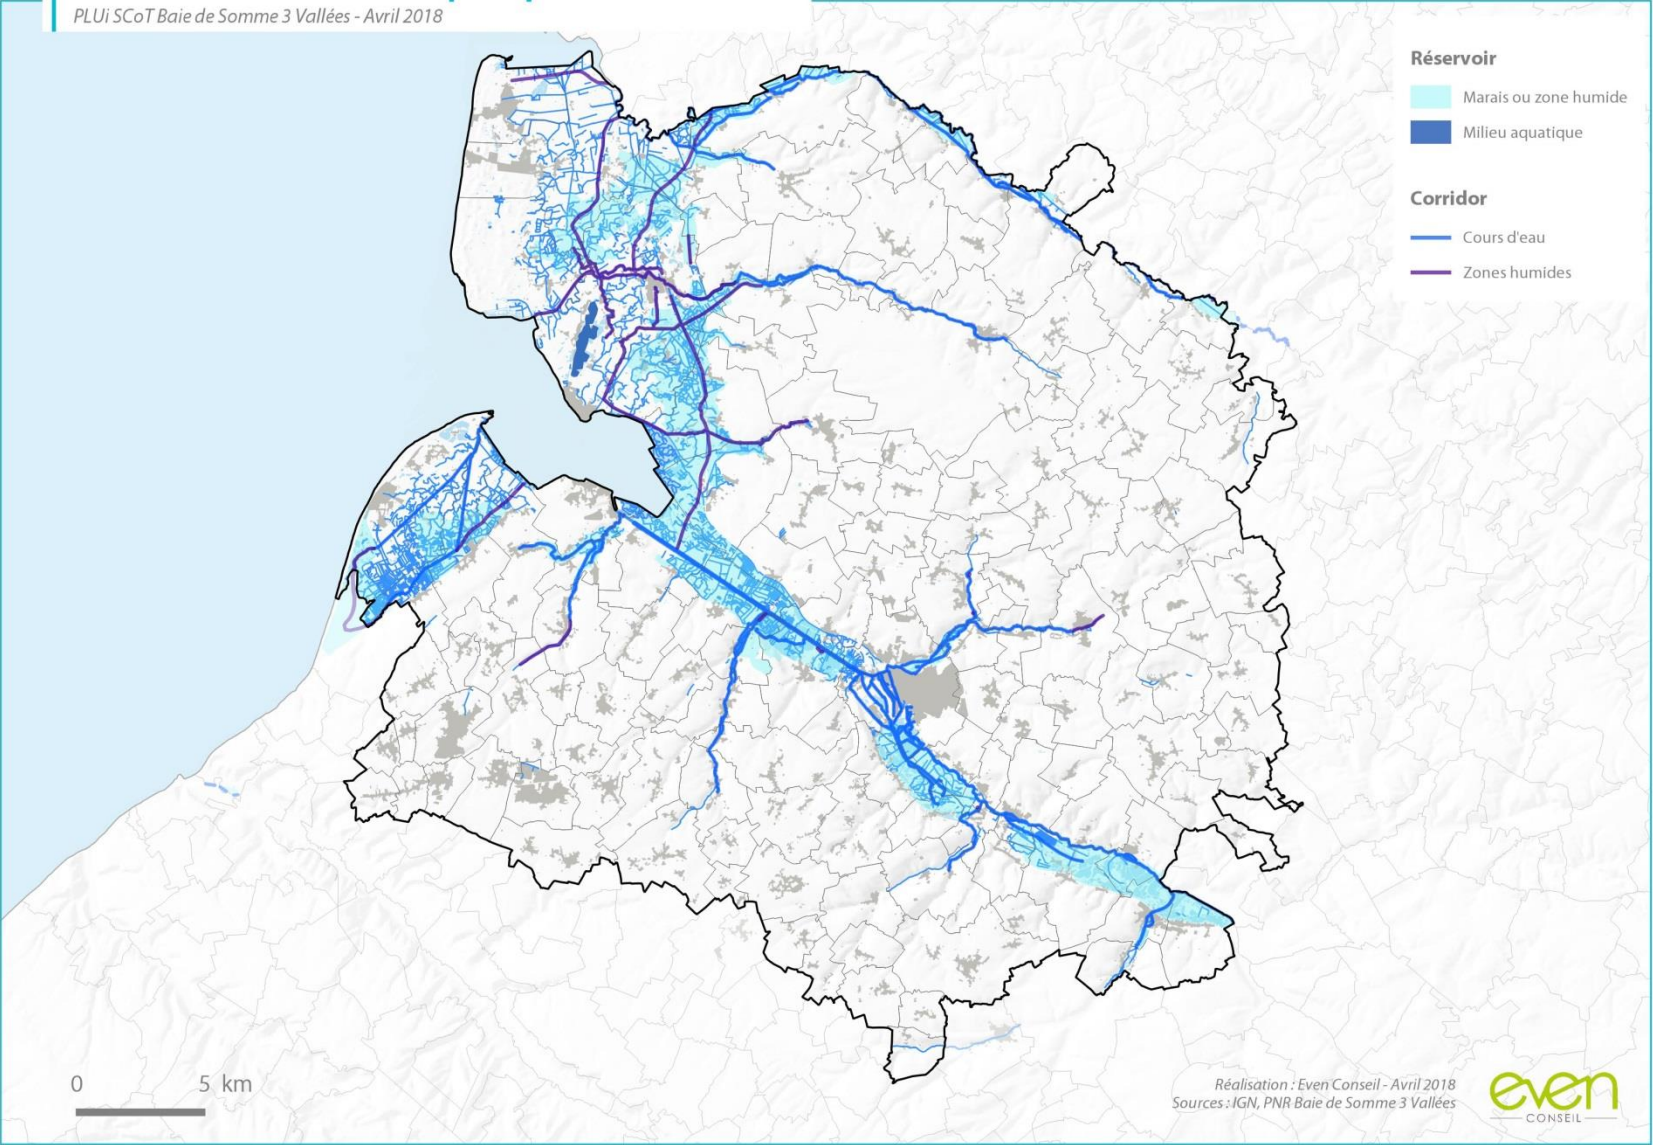 PLUi SCoT Baie de Somme 3 Vallées - Avril 2018
Réservoir
Marais ou zone humide
Milieu aquatique
Corridor
Cours d'eau
Zones humides
0 5 km
Réalisation : Even Conseil - Avril 2018
Sources : IGN, PNR Baie de Somme 3 Vallées
even
CONSEIL